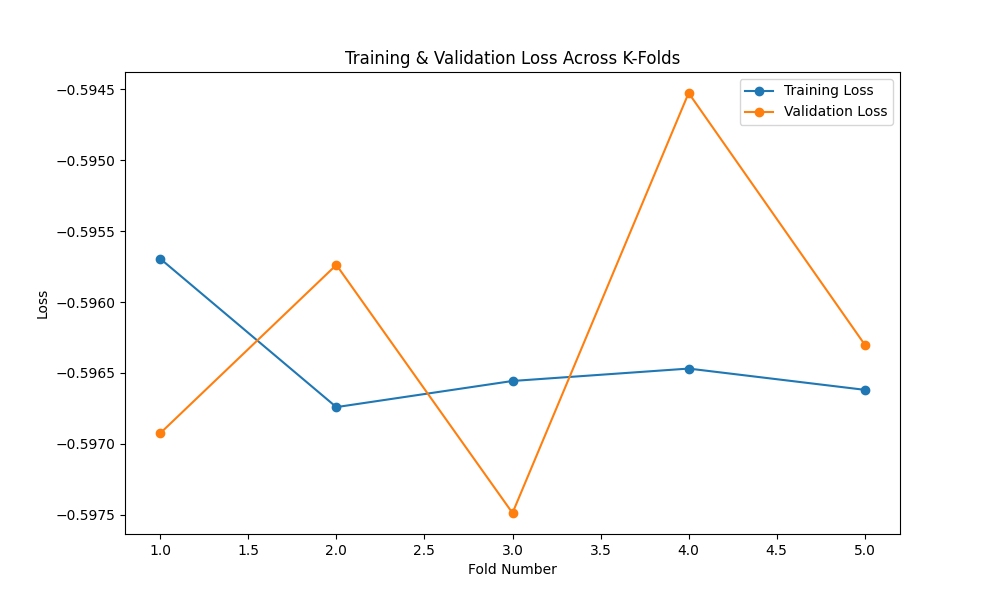 Training & Validation Loss Across K-Folds
Training Loss
Validation Loss
Loss
−0.5945
−0.5950
−0.5955
−0.5960
−0.5965
−0.5970
−0.5975
1.0 1.5 2.0 2.5 3.0 3.5 4.0 4.5 5.0
Fold Number